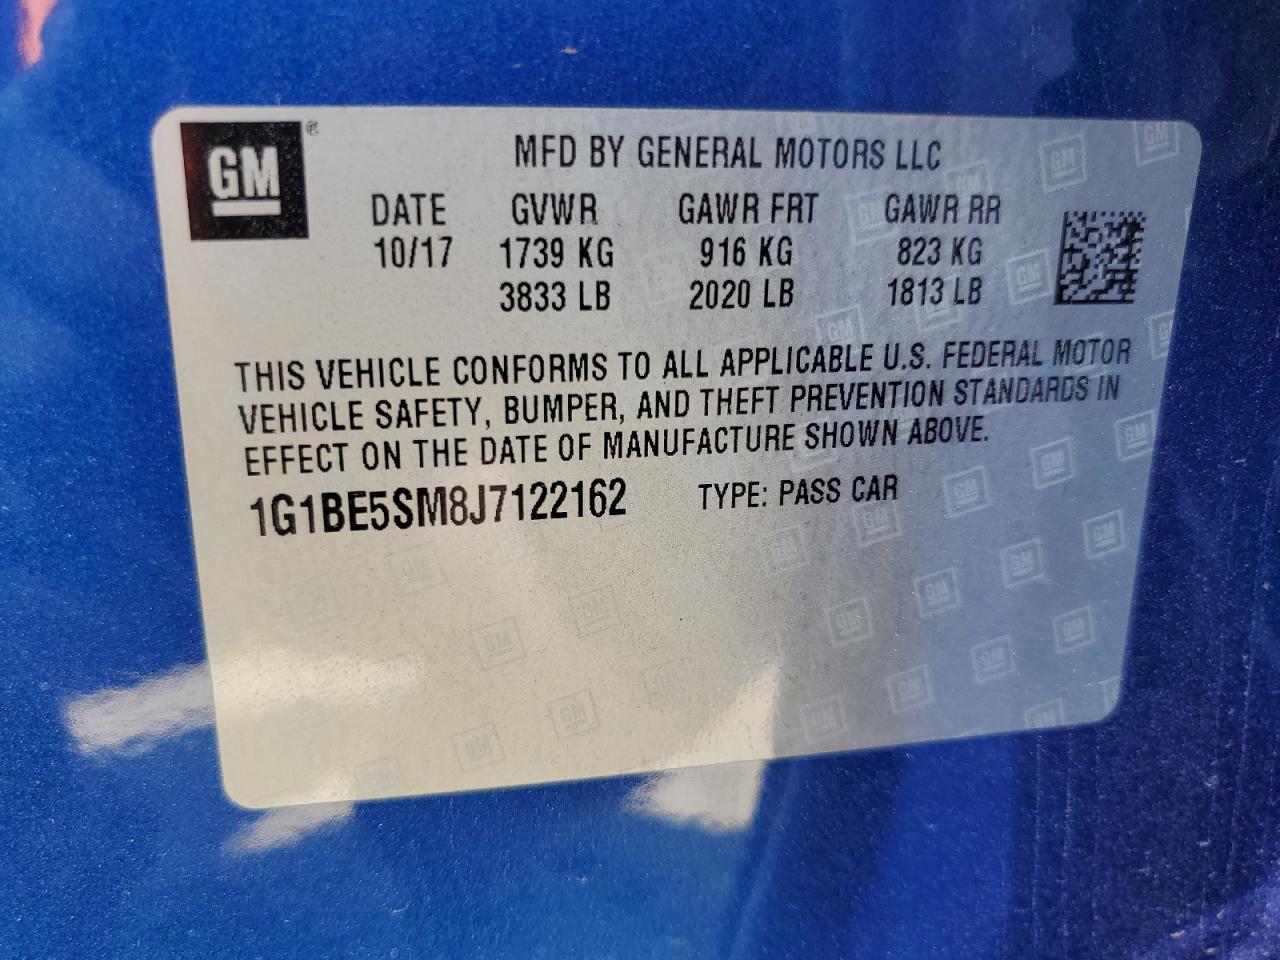 GM ®
MFD BY GENERAL MOTORS LLC
DATE GVWR GAWR FRT GAWR RR
10/17 1739 KG 916 KG 823 KG
3833 LB 2020 LB 1813 LB
THIS VEHICLE CONFORMS TO ALL APPLICABLE U.S. FEDERAL MOTOR
VEHICLE SAFETY, BUMPER, AND THEFT PREVENTION STANDARDS IN
EFFECT ON THE DATE OF MANUFACTURE SHOWN ABOVE.
1G1BE5SM8J7122162 TYPE: PASS CAR